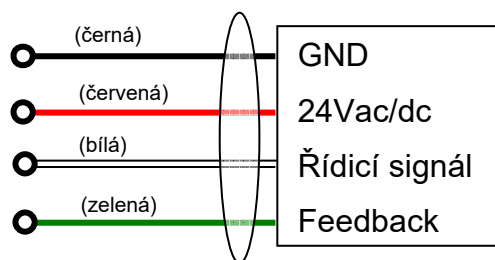 (černá) GND
(červená) 24Vac/dc
(bílá) Řídicí signál
(zelená) Feedback